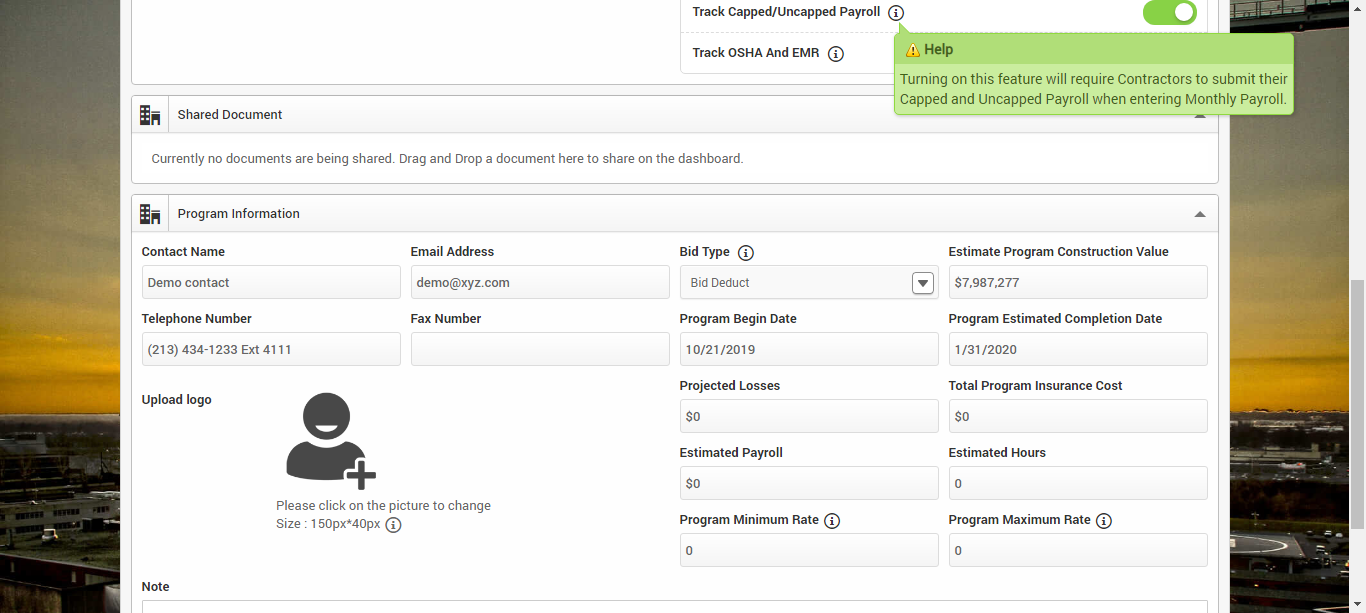 Track Capped/Uncapped Payroll
Track OSHA And EMR
Help
Turning on this feature will require Contractors to submit their
Capped and Uncapped Payroll when entering Monthly Payroll.
Shared Document
Currently no documents are being shared. Drag and Drop a document here to share on the dashboard.
Program Information
Contact Name
Email Address
Bid Type
Estimate Program Construction Value
Demo contact
demo@xyz.com
Bid Deduct
$7,987,277
Telephone Number
Fax Number
Program Begin Date
Program Estimated Completion Date
(213) 434-1233 Ext 4111
10/21/2019
1/31/2020
Upload logo
Please click on the picture to change
Size : 150px*40px
Projected Losses
Total Program Insurance Cost
$0
$0
Estimated Payroll
Estimated Hours
$0
0
Program Minimum Rate
Program Maximum Rate
0
0
Note